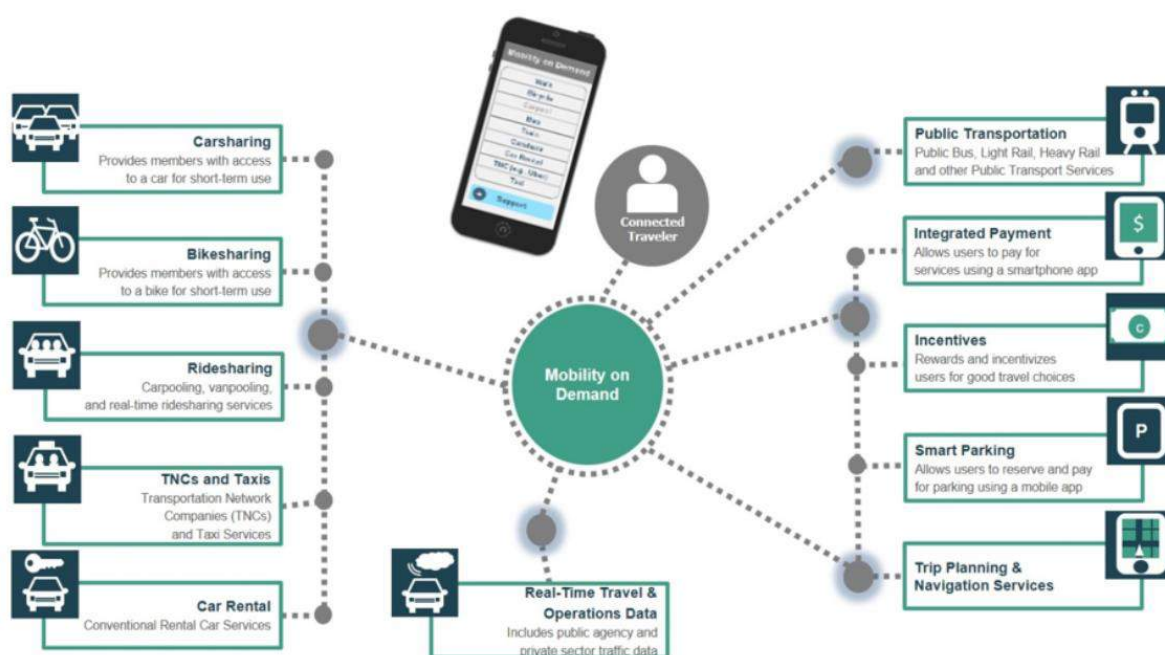 Mobility on Demand
Walk
Bicycle
Carpool
Bus
Train
Carshare
Car Rental
TNC (e.g., Uber)
Taxi
Support
Connected
Traveler
Mobility on
Demand
Carsharing
Provides members with access
to a car for short-term use
Bikesharing
Provides members with access
to a bike for short-term use
Ridesharing
Carpooling, vanpooling,
and real-time ridesharing services
TNCs and Taxis
Transportation Network
Companies (TNCs)
and Taxi Services
Car Rental
Conventional Rental Car Services
Real-Time Travel &
Operations Data
Includes public agency and
private sector traffic data
Public Transportation
Public Bus, Light Rail, Heavy Rail
and other Public Transport Services
Integrated Payment
Allows users to pay for
services using a smartphone app
$
Incentives
Rewards and incentivizes
users for good travel choices
C
Smart Parking
Allows users to reserve and pay
for parking using a mobile app
P
Trip Planning &
Navigation Services